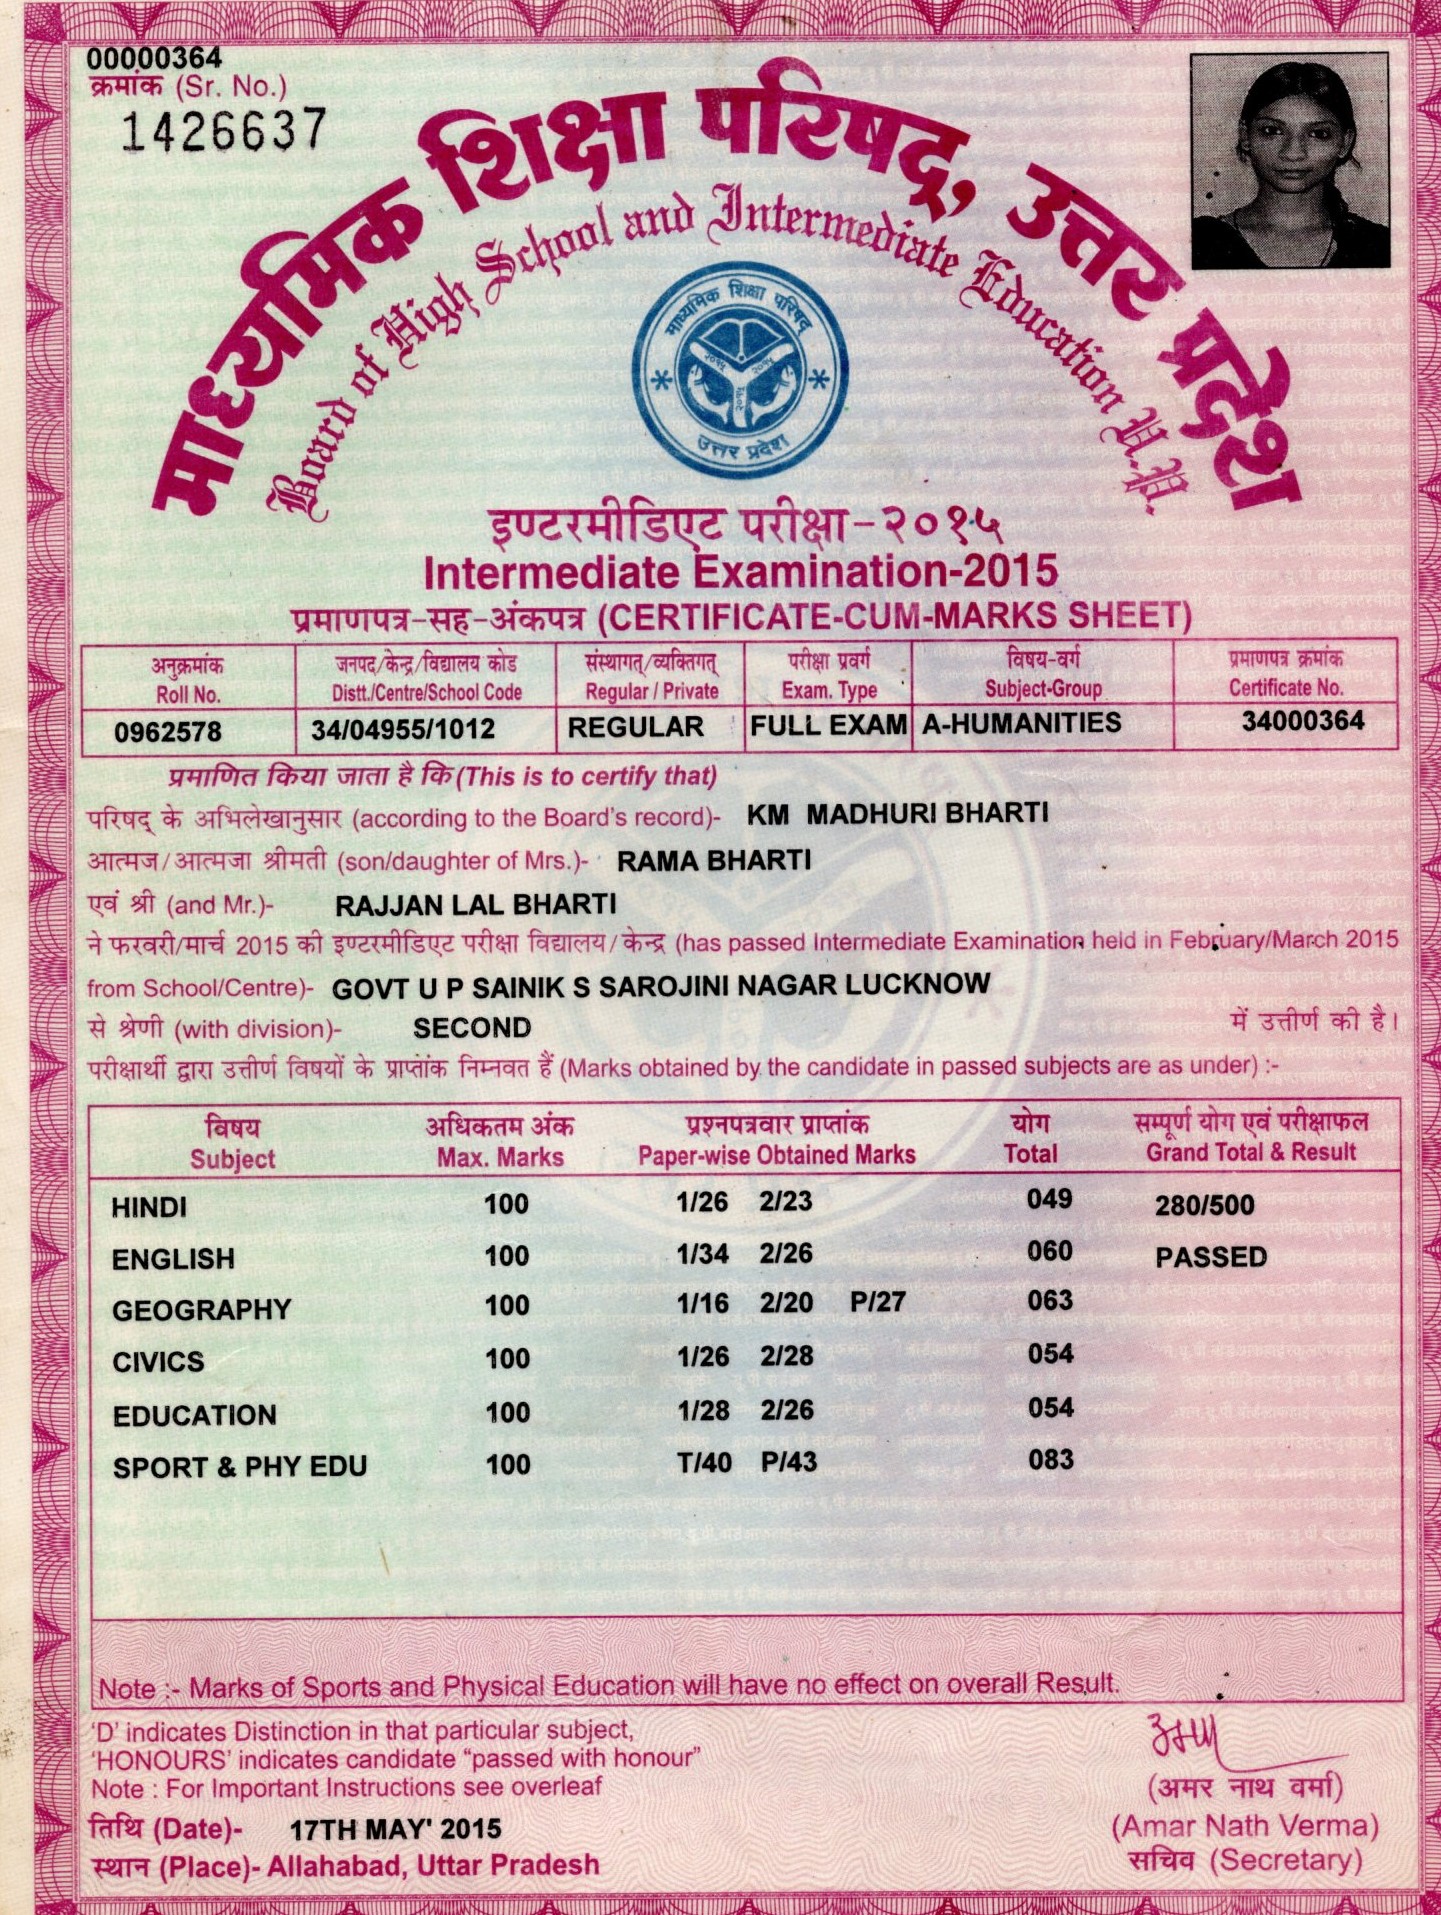 00000364
क्रमांक (Sr. No.)
1426637
माध्यमिक शिक्षा परिषद्, उत्तर प्रदेश
Board of High School and Intermediate Education U.P.
माध्यमिक शिक्षा परिषद्
२०१५ २०१५
२०१५
उत्तर प्रदेश
इण्टरमीडिएट परीक्षा-२०१५
Intermediate Examination-2015
प्रमाणपत्र-सह-अंकपत्र (CERTIFICATE-CUM-MARKS SHEET)
अनुक्रमांक जनपद/केन्द्र/विद्यालय कोड संस्थागत्/व्यक्तिगत् परीक्षा प्रवर्ग विषय-वर्ग प्रमाणपत्र क्रमांक
Roll No. Distt./Centre/School Code Regular / Private Exam. Type Subject-Group Certificate No.
0962578 34/04955/1012 REGULAR FULL EXAM A-HUMANITIES 34000364
प्रमाणित किया जाता है कि (This is to certify that)
परिषद् के अभिलेखानुसार (according to the Board's record)- KM MADHURI BHARTI
आत्मज/आत्मजा श्रीमती (son/daughter of Mrs.)- RAMA BHARTI
एवं श्री (and Mr.)- RAJJAN LAL BHARTI
ने फरवरी/मार्च 2015 की इण्टरमीडिएट परीक्षा विद्यालय/केन्द्र (has passed Intermediate Examination held in February/March 2015
from School/Centre)- GOVT U P SAINIK S SAROJINI NAGAR LUCKNOW
से श्रेणी (with division)- SECOND में उत्तीर्ण की है।
परीक्षार्थी द्वारा उत्तीर्ण विषयों के प्राप्तांक निम्नवत हैं (Marks obtained by the candidate in passed subjects are as under) :-
विषय अधिकतम अंक प्रश्नपत्रवार प्राप्तांक योग सम्पूर्ण योग एवं परीक्षाफल
Subject Max. Marks Paper-wise Obtained Marks Total Grand Total & Result
HINDI 100 1/26 2/23 049 280/500
ENGLISH 100 1/34 2/26 060 PASSED
GEOGRAPHY 100 1/16 2/20 P/27 063
CIVICS 100 1/26 2/28 054
EDUCATION 100 1/28 2/26 054
SPORT & PHY EDU 100 T/40 P/43 083
Note :- Marks of Sports and Physical Education will have no effect on overall Result.
'D' indicates Distinction in that particular subject,
'HONOURS' indicates candidate "passed with honour"
Note : For Important Instructions see overleaf
तिथि (Date)- 17TH MAY' 2015
स्थान (Place)- Allahabad, Uttar Pradesh
(अमर नाथ वर्मा)
(Amar Nath Verma)
सचिव (Secretary)